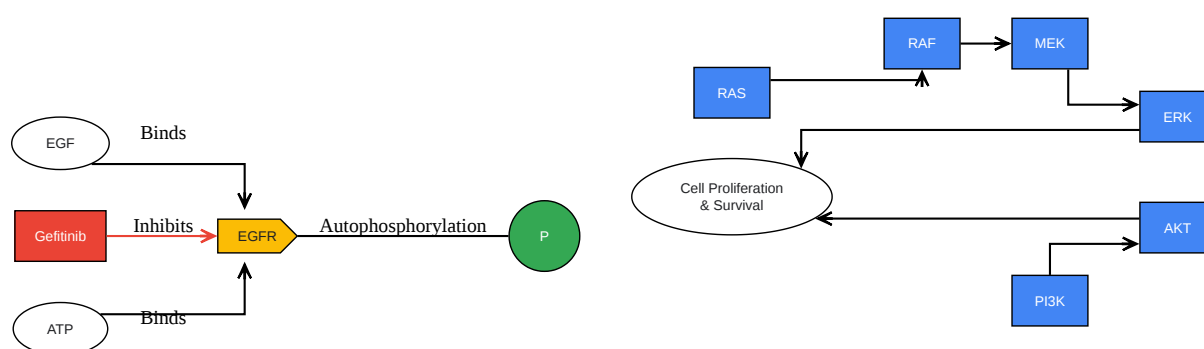 RAF
MEK
RAS
ERK
EGF
Binds
Cell Proliferation
& Survival
Gefitinib
Inhibits
EGFR
Autophosphorylation
P
AKT
PI3K
ATP
Binds